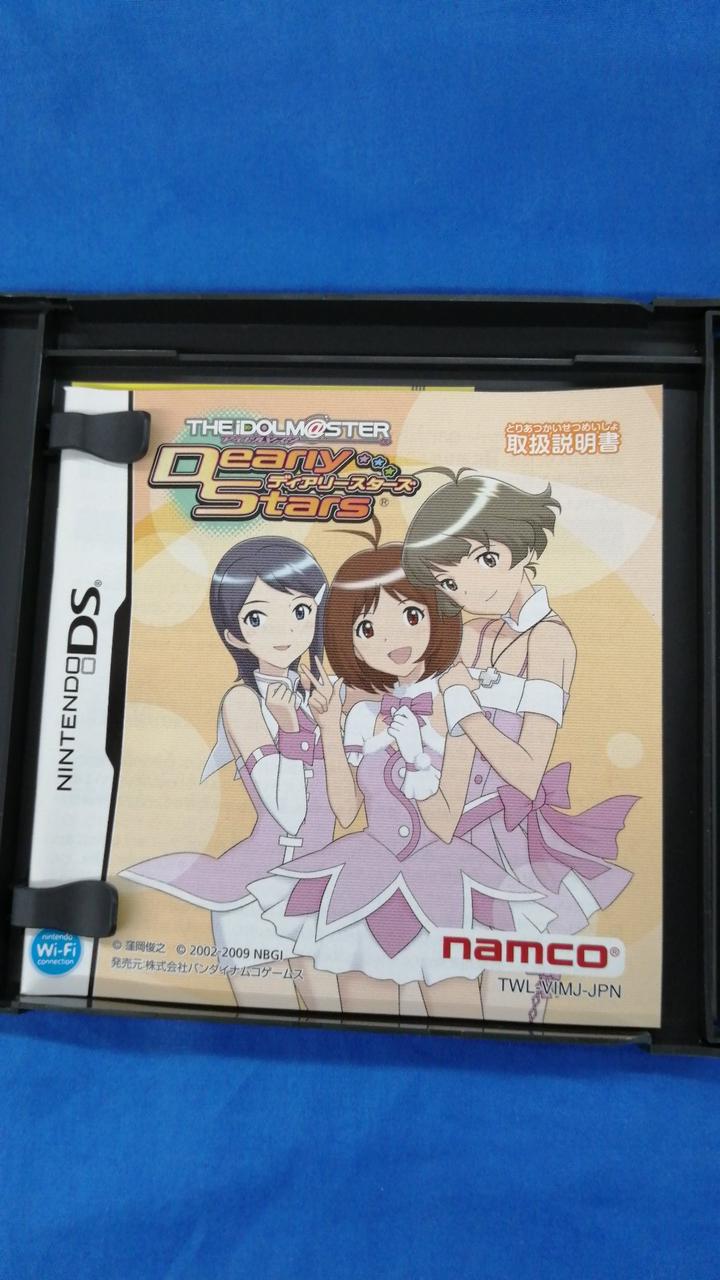 THE iDOLM@STER
アイドルマスター
Dearly
Stars
ディアリースターズ
®
とりあつかいせつめいしょ
取扱説明書
NINTENDO DS®
nintendo
Wi-Fi
connection
© 窪岡俊之 © 2002-2009 NBGI
発売元:株式会社バンダイナムコゲームス
namco®
TWL-VIMJ-JPN